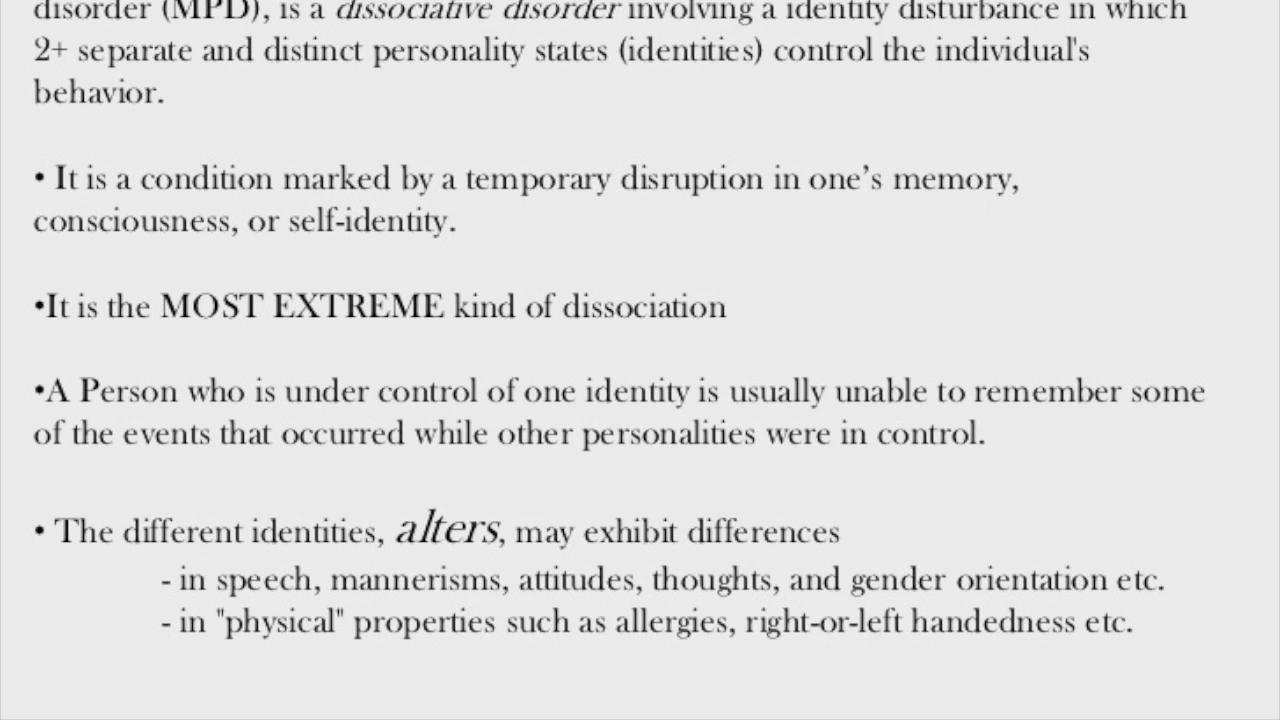 disorder (MPD), is a dissociative disorder involving a identity disturbance in which
2+ separate and distinct personality states (identities) control the individual's
behavior.
• It is a condition marked by a temporary disruption in one’s memory,
consciousness, or self-identity.
•It is the MOST EXTREME kind of dissociation
•A Person who is under control of one identity is usually unable to remember some
of the events that occurred while other personalities were in control.
• The different identities, alters, may exhibit differences
- in speech, mannerisms, attitudes, thoughts, and gender orientation etc.
- in "physical" properties such as allergies, right-or-left handedness etc.